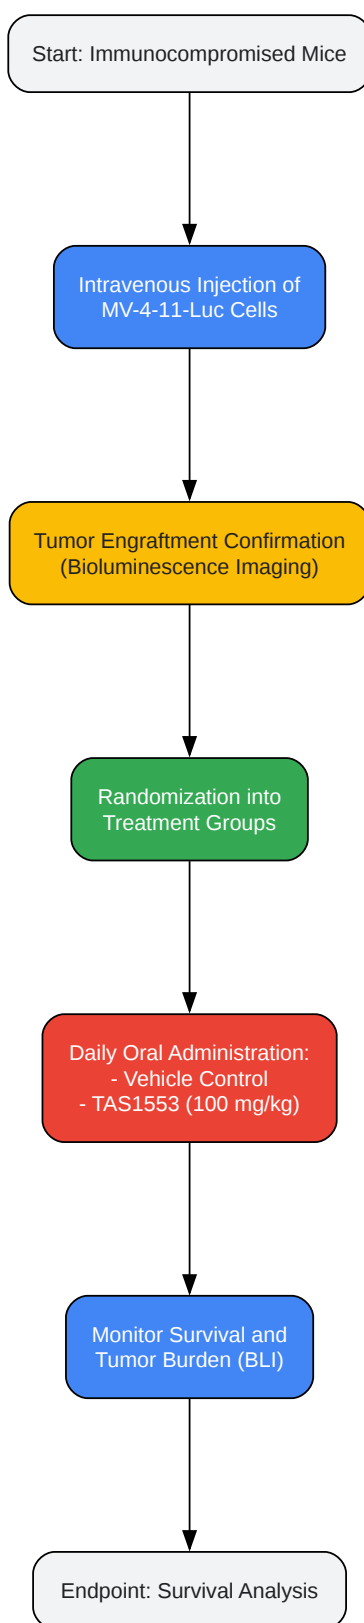 Start: Immunocompromised Mice
Intravenous Injection of
MV-4-11-Luc Cells
Tumor Engraftment Confirmation
(Bioluminescence Imaging)
Randomization into
Treatment Groups
Daily Oral Administration:
- Vehicle Control
- TAS1553 (100 mg/kg)
Monitor Survival and
Tumor Burden (BLI)
Endpoint: Survival Analysis